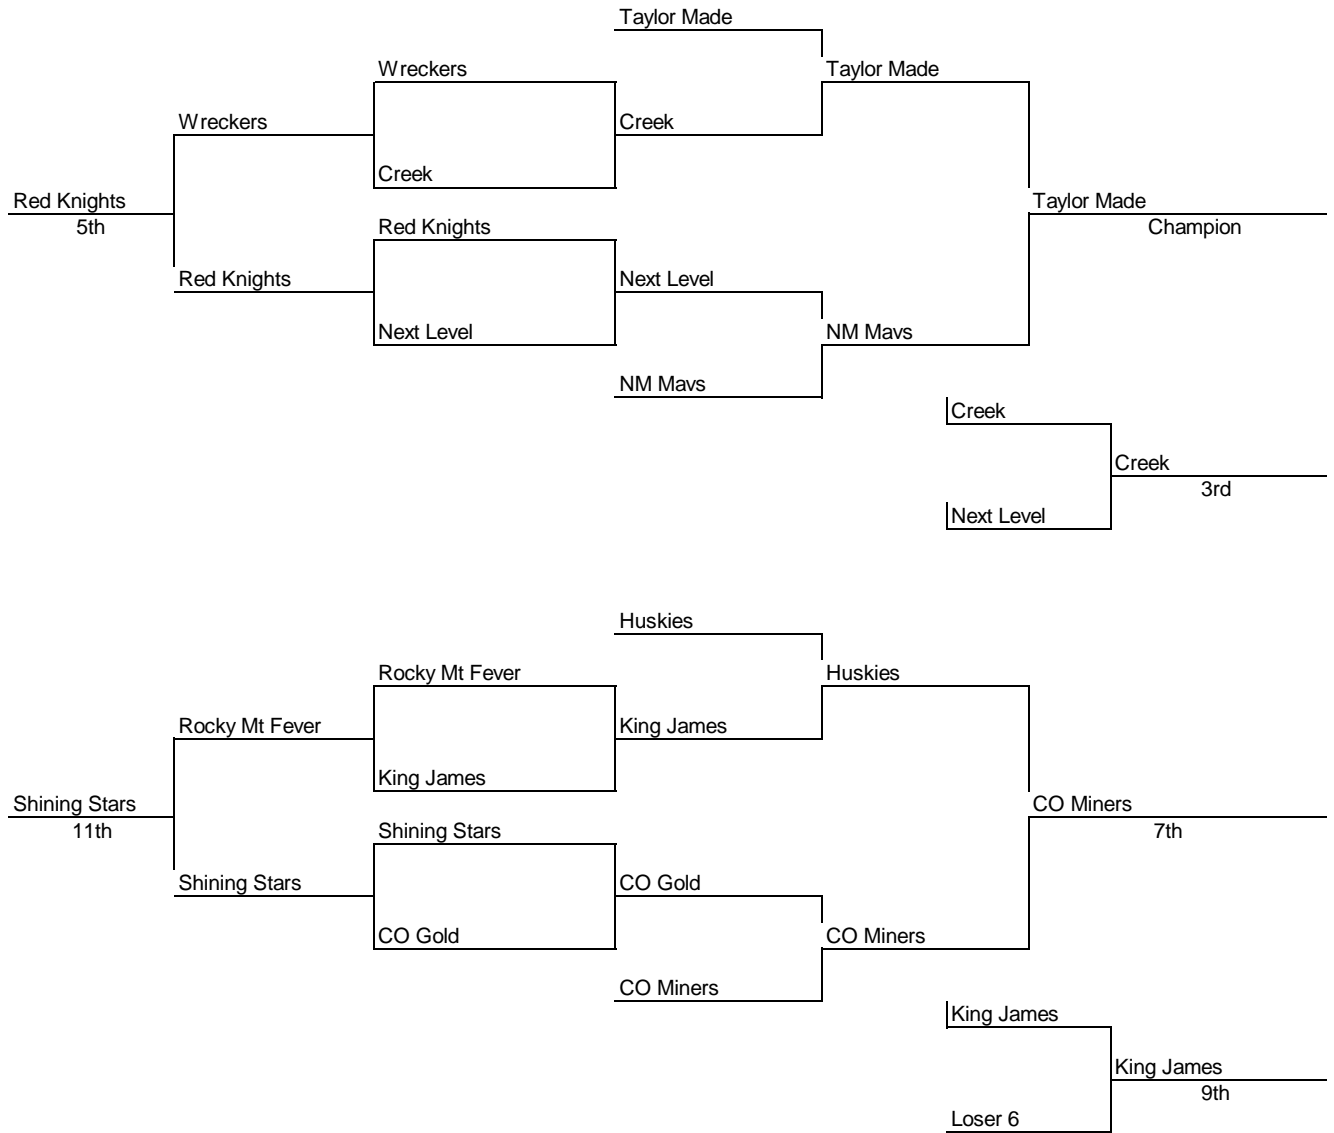 Taylor Made
Wreckers
Taylor Made
Wreckers
Creek
Creek
Red Knights
Taylor Made
5th
Red Knights
Champion
Red Knights
Next Level
Next Level
NM Mavs
NM Mavs
Creek
Creek
3rd
Next Level
Huskies
Rocky Mt Fever
Huskies
Rocky Mt Fever
King James
King James
Shining Stars
CO Miners
11th
Shining Stars
7th
Shining Stars
CO Gold
CO Gold
CO Miners
CO Miners
King James
King James
9th
Loser 6